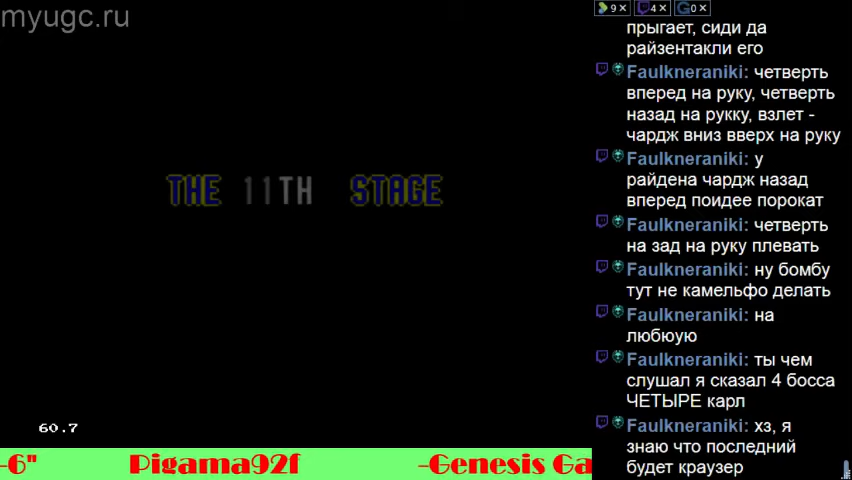 myugc.ru
9 × 4 × 0 ×
THE 11TH STAGE
60.7
-6" Pigama92f -Genesis Ga
прыгает, сиди да
райзентакли его
Faulkneraniki: четверть
вперед на руку, четверть
назад на рукку, взлет -
чардж вниз вверх на руку
Faulkneraniki: у
райдена чардж назад
вперед поидее порокат
Faulkneraniki: четверть
на зад на руку плевать
Faulkneraniki: ну бомбу
тут не камельфо делать
Faulkneraniki: на
любюую
Faulkneraniki: ты чем
слушал я сказал 4 босса
ЧЕТЫРЕ карл
Faulkneraniki: хз, я
знаю что последний
будет краузер